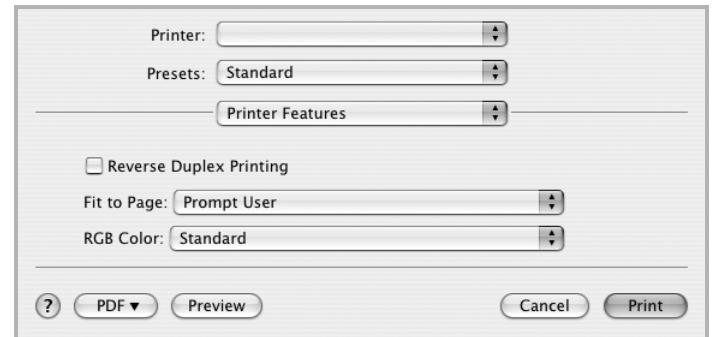 Printer:
Presets: Standard
Printer Features
Reverse Duplex Printing
Fit to Page: Prompt User
RGB Color: Standard
? PDF ▼ Preview Cancel Print